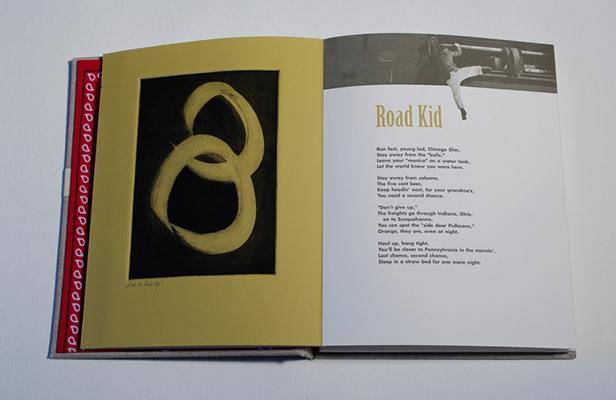 Road Kid
Run fast, young lad, Chicago Slim,
Stay away from the "bulls,"
Leave your "monica" on a water tank,
Let the world know you were here.
Stay away from saloons,
The five cent beer,
Keep headin' east, for your grandma's,
You need a second chance.
"Don't give up,"
The freights go through Indiana, Ohio,
on to Susquehanna.
You can spot the "side door Pullmans,"
Orange, they are, even at night.
Haul up, hang tight,
You'll be closer to Pennsylvania in the mornin',
Last chance, second chance,
Sleep in a straw bed for one more night.